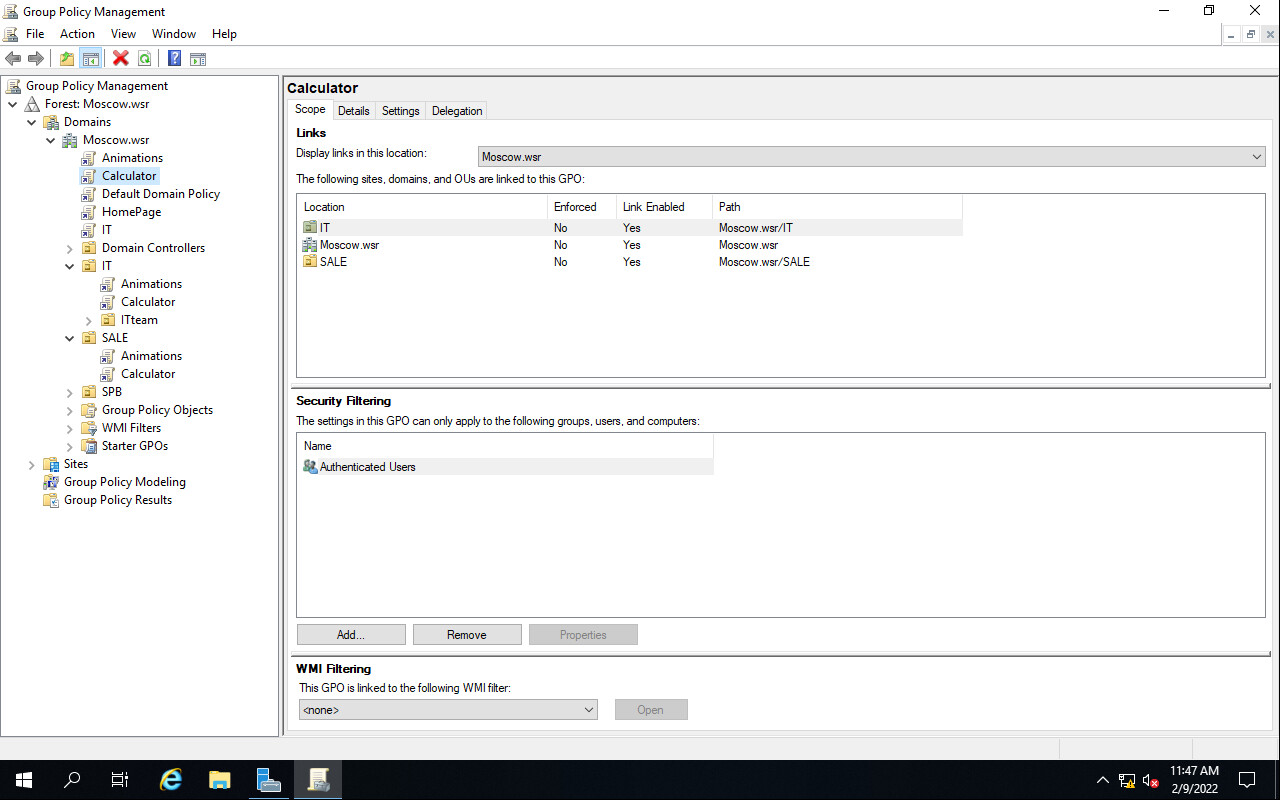 Group Policy Management
File Action View Window Help
Group Policy Management
Forest: Moscow.wsr
Domains
Moscow.wsr
Animations
Calculator
Default Domain Policy
HomePage
IT
Domain Controllers
IT
Animations
Calculator
ITteam
SALE
Animations
Calculator
SPB
Group Policy Objects
WMI Filters
Starter GPOs
Sites
Group Policy Modeling
Group Policy Results
Calculator
Scope Details Settings Delegation
Links
Display links in this location: Moscow.wsr
The following sites, domains, and OUs are linked to this GPO:
Location Enforced Link Enabled Path
IT No Yes Moscow.wsr/IT
Moscow.wsr No Yes Moscow.wsr
SALE No Yes Moscow.wsr/SALE
Security Filtering
The settings in this GPO can only apply to the following groups, users, and computers:
Name
Authenticated Users
Add... Remove Properties
WMI Filtering
This GPO is linked to the following WMI filter:
<none> Open
11:47 AM
2/9/2022